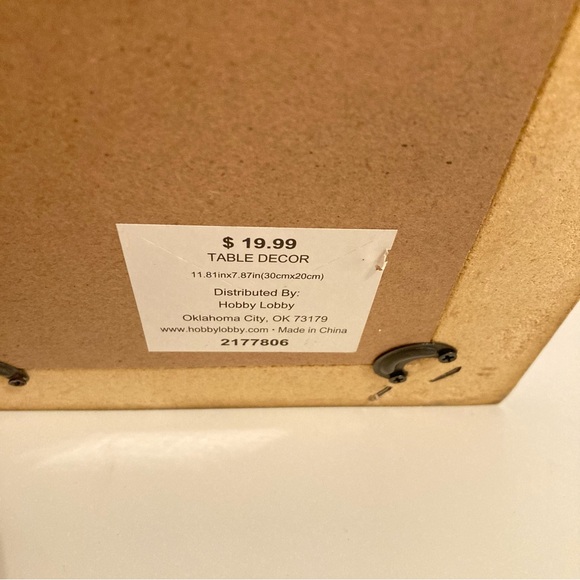 $ 19.99
TABLE DECOR
11.81inx7.87in(30cmx20cm)
Distributed By:
Hobby Lobby
Oklahoma City, OK 73179
www.hobbylobby.com • Made in China
2177806